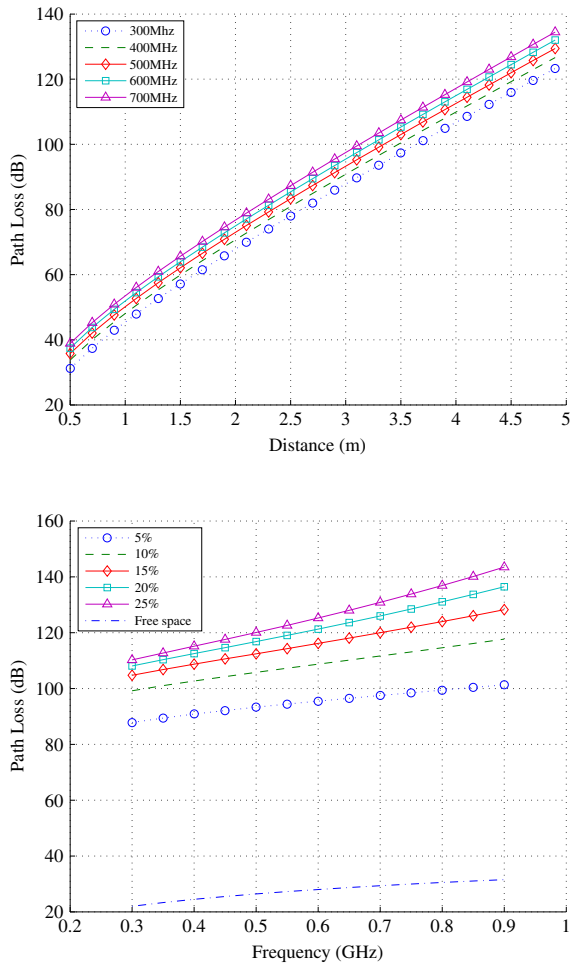 140
120
100
80
60
40
20
Path Loss (dB)
300Mhz
400MHz
500MHz
600MHz
700MHz
0.5 1 1.5 2 2.5 3 3.5 4 4.5 5
Distance (m)
160
140
120
100
80
60
40
20
Path Loss (dB)
5%
10%
15%
20%
25%
Free space
0.2 0.3 0.4 0.5 0.6 0.7 0.8 0.9 1
Frequency (GHz)